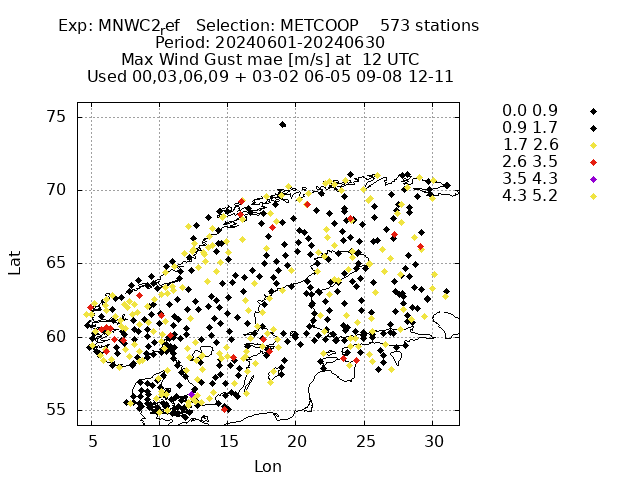 Exp: MNWC2ref   Selection: METCOOP    573 stations
Period: 20240601-20240630
Max Wind Gust mae [m/s] at  12 UTC
Used 00,03,06,09 + 03-02 06-05 09-08 12-11
0.0 0.9
0.9 1.7
1.7 2.6
2.6 3.5
3.5 4.3
4.3 5.2
75
70
65
60
55
Lat
5 10 15 20 25 30
Lon